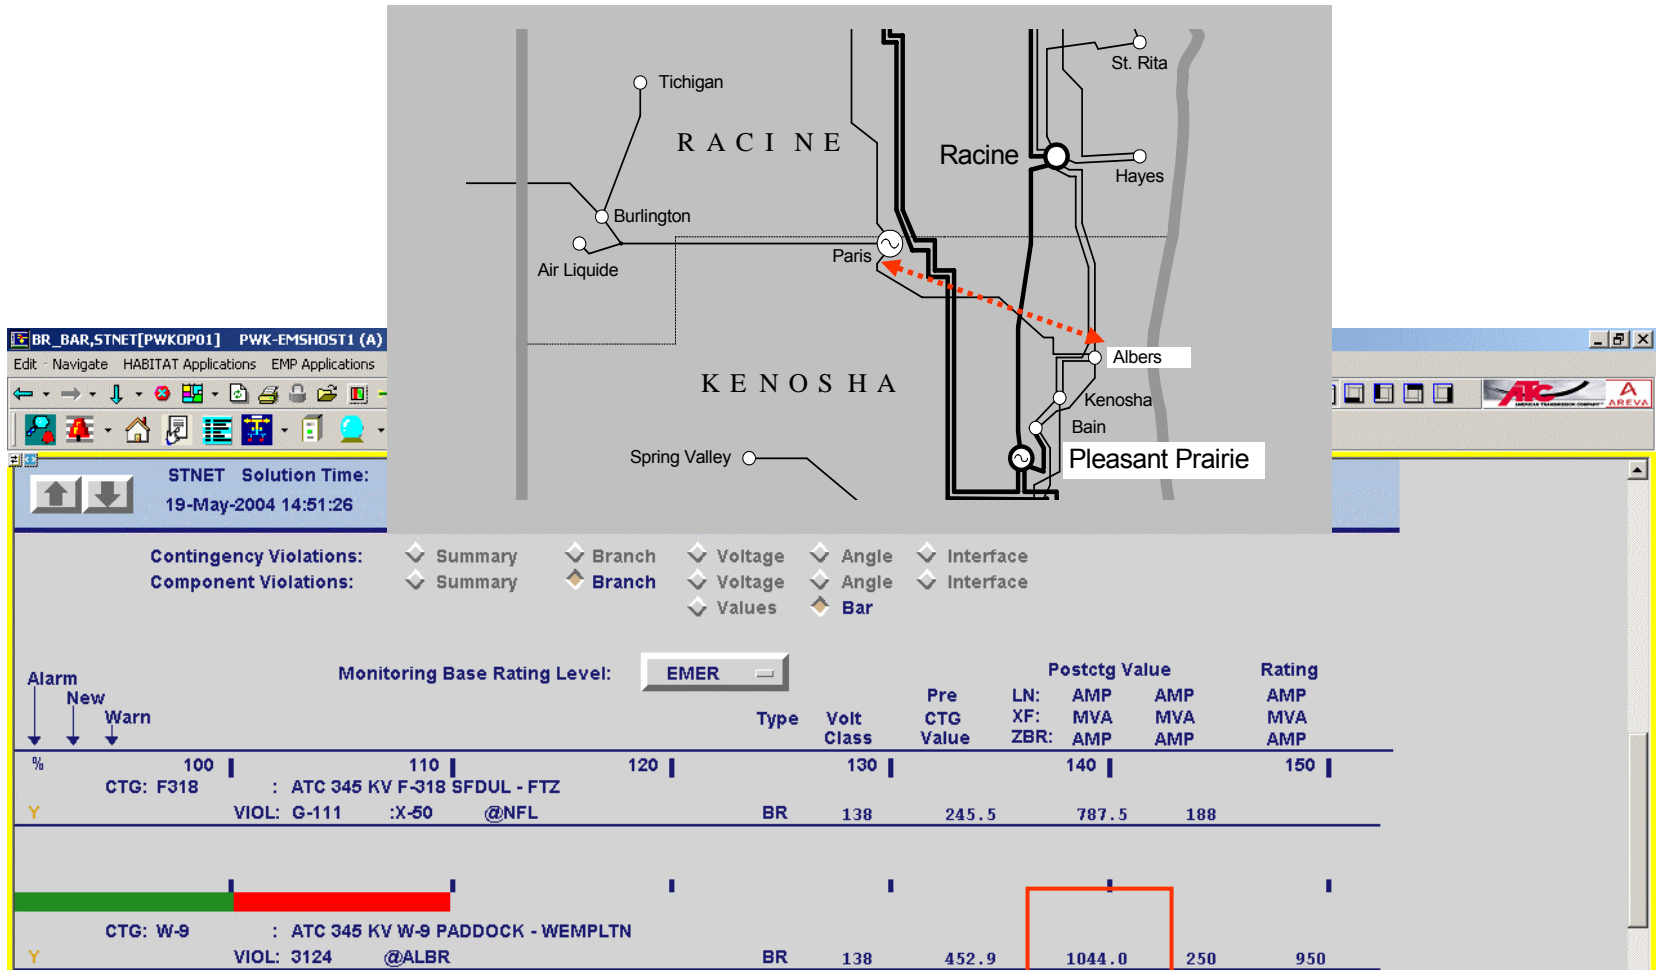 St. Rita
Tichigan
RACINE
Racine
Hayes
Burlington
Paris
Air Liquide
BR_BAR,STNET[PWKOP01] PWK-EMSHOST1 (A)
Edit Navigate HABITAT Applications EMP Applications
Albers
KENOSHA
Kenosha
ATC
AREVA
Bain
Spring Valley
Pleasant Prairie
STNET Solution Time:
19-May-2004 14:51:26
Contingency Violations: Summary Branch Voltage Angle Interface
Component Violations: Summary Branch Voltage Angle Interface
Values Bar
Monitoring Base Rating Level: EMER
Postctg Value Rating
Alarm
New
Warn
Pre LN: AMP AMP AMP
Type Volt CTG XF: MVA MVA MVA
Class Value ZBR: AMP AMP AMP
% 100 110 120 130 140 150
CTG: F318 : ATC 345 KV F-318 SFDUL - FTZ
Y VIOL: G-111 :X-50 @NFL BR 138 245.5 787.5 188
CTG: W-9 : ATC 345 KV W-9 PADDOCK - WEMPLTN
Y VIOL: 3124 @ALBR BR 138 452.9 1044.0 250 950